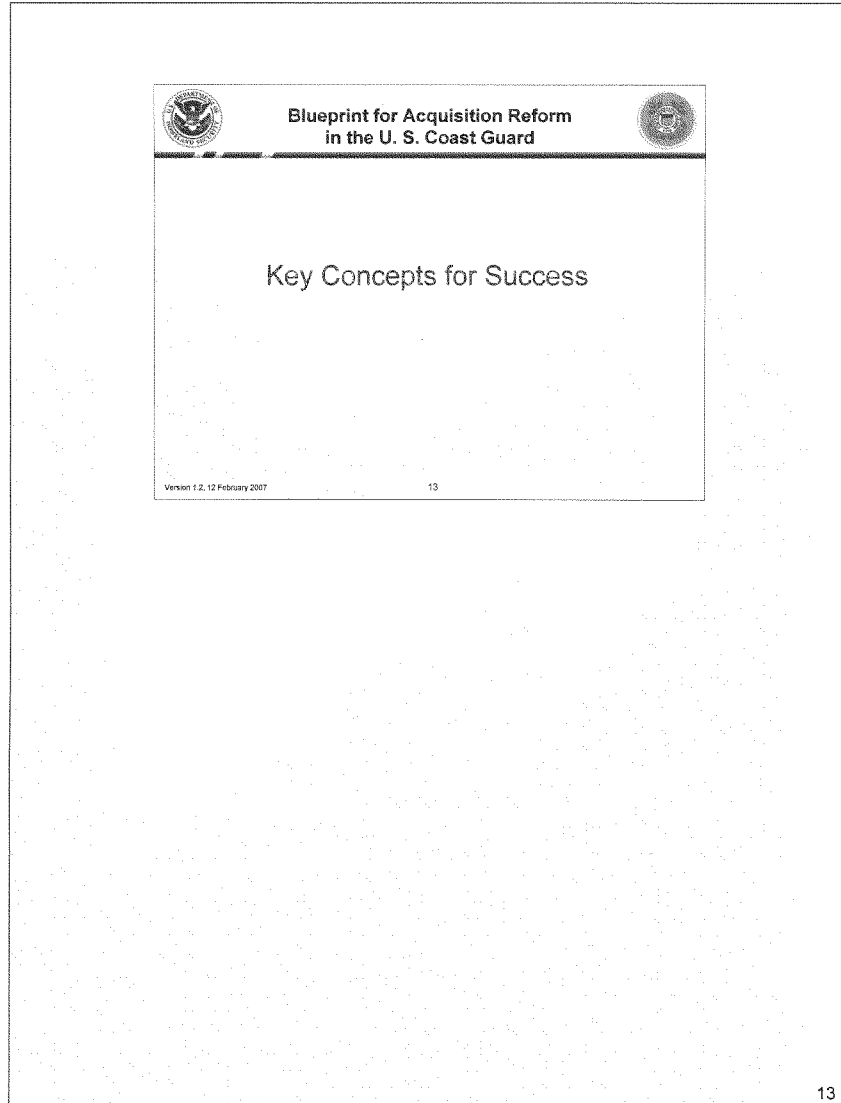 Blueprint for Acquisition Reform
in the U. S. Coast Guard
Key Concepts for Success
Version 1.2, 12 February 2007
13
13